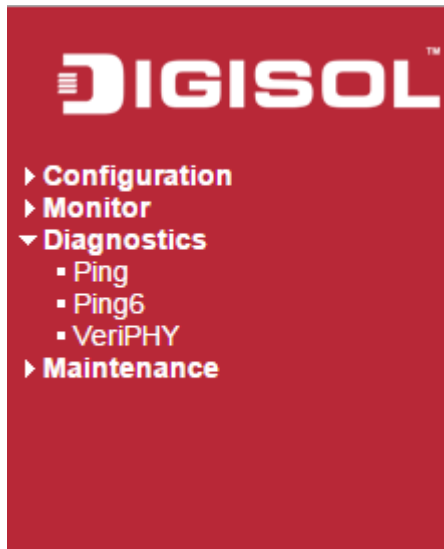 DIGISOL™
Configuration
Monitor
Diagnostics
Ping
Ping6
VeriPHY
Maintenance